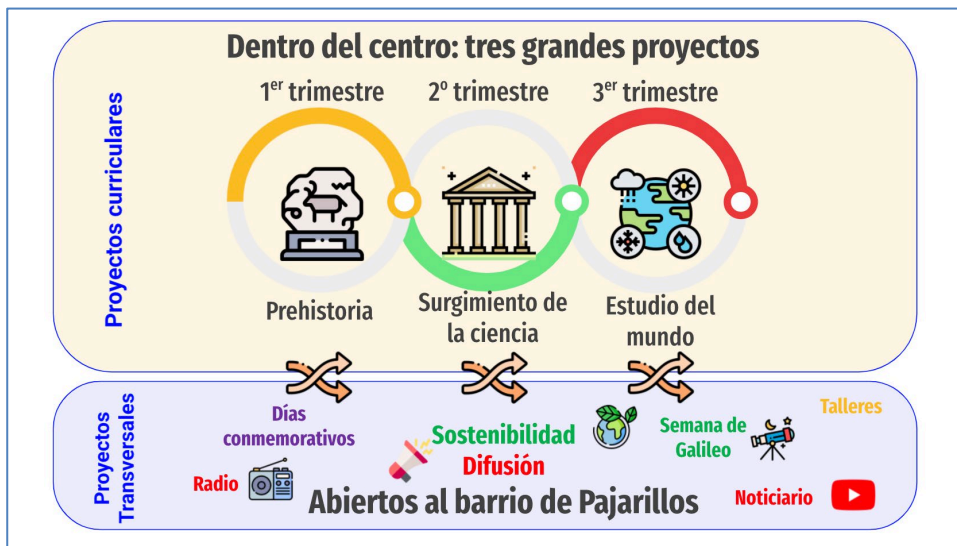 Dentro del centro: tres grandes proyectos
1er trimestre
2º trimestre
3er trimestre
Proyectos curriculares
Prehistoria
Surgimiento de
la ciencia
Estudio del
mundo
Proyectos
Transversales
Días
conmemorativos
Radio
Sostenibilidad
Difusión
Semana de
Galileo
Talleres
Noticiario
Abiertos al barrio de Pajarillos